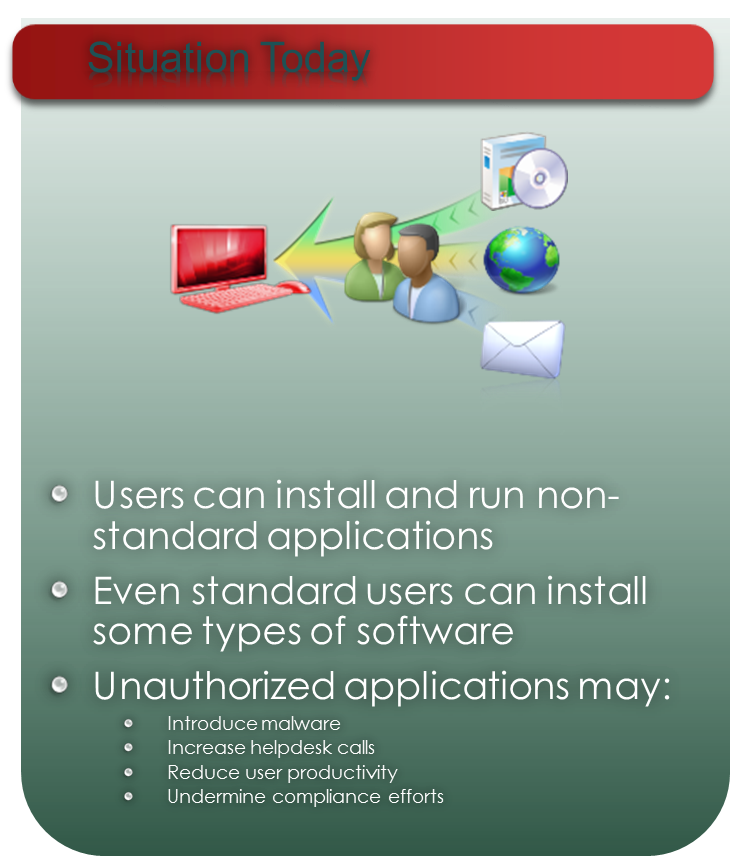 Situation Today
Users can install and run non-
standard applications
Even standard users can install
some types of software
Unauthorized applications may:
Introduce malware
Increase helpdesk calls
Reduce user productivity
Undermine compliance efforts